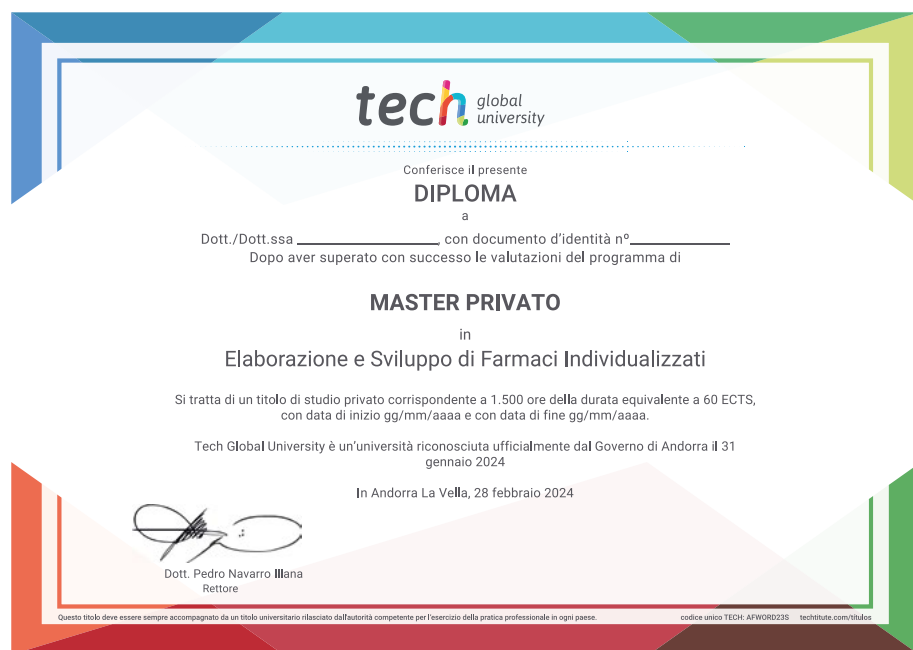 tech global
university
Conferisce il presente
DIPLOMA
a
Dott./Dott.ssa ____________________, con documento d'identità nº______________
Dopo aver superato con successo le valutazioni del programma di
MASTER PRIVATO
in
Elaborazione e Sviluppo di Farmaci Individualizzati
Si tratta di un titolo di studio privato corrispondente a 1.500 ore della durata equivalente a 60 ECTS,
con data di inizio gg/mm/aaaa e con data di fine gg/mm/aaaa.
Tech Global University è un'università riconosciuta ufficialmente dal Governo di Andorra il 31
gennaio 2024
In Andorra La Vella, 28 febbraio 2024
Dott. Pedro Navarro Illana
Rettore
Questo titolo deve essere sempre accompagnato da un titolo universitario rilasciato dall'autorità competente per l'esercizio della pratica professionale in ogni paese. codice unico TECH: AFWORD23S techtitute.com/titulos